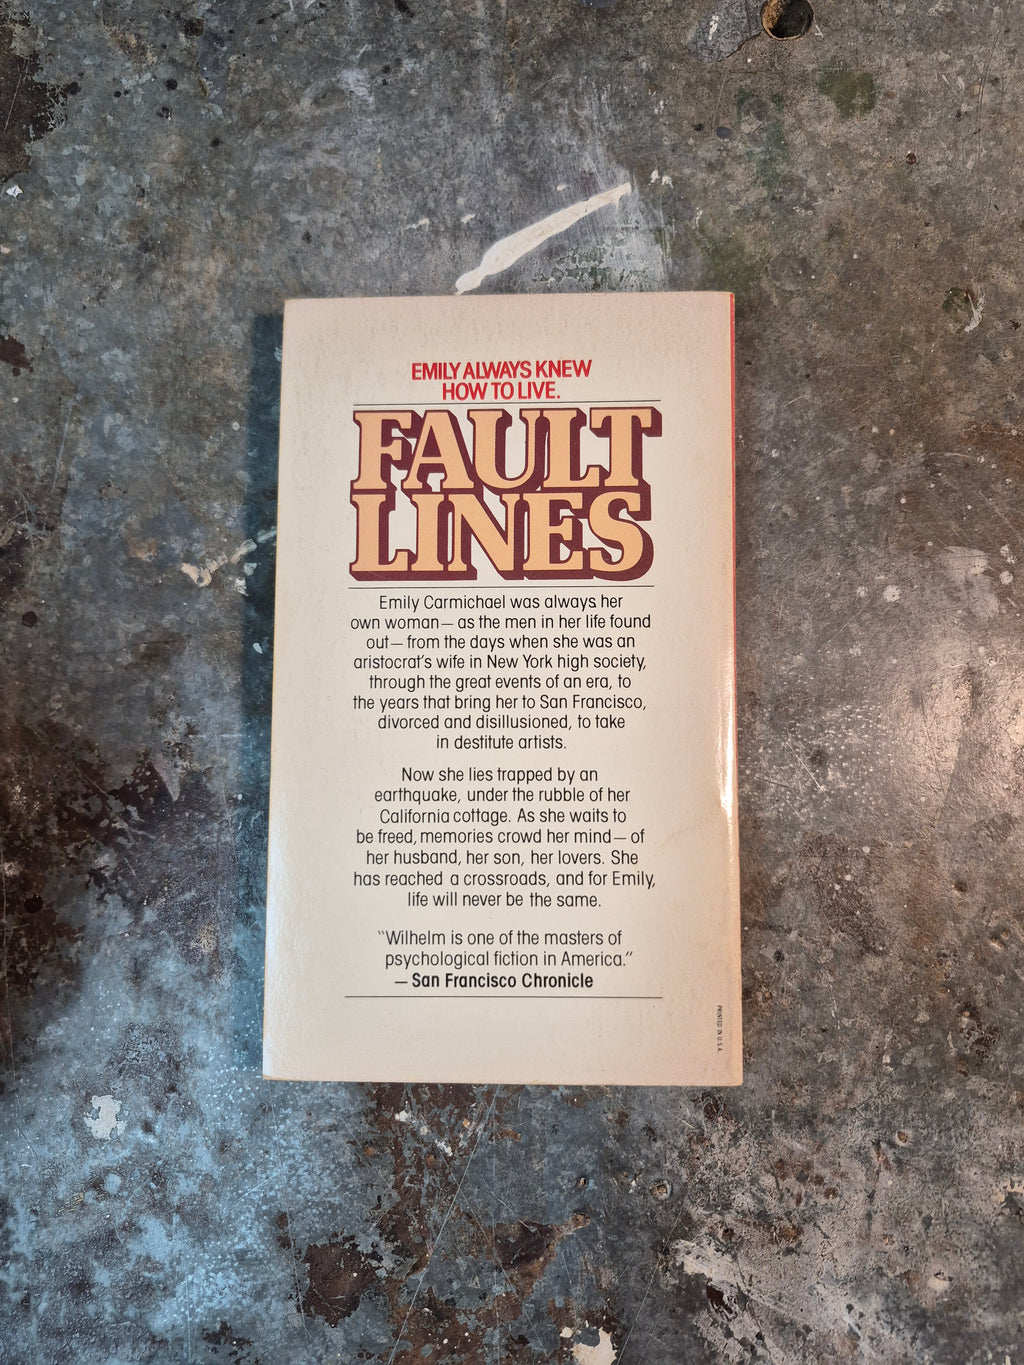 EMILY ALWAYS KNEW
HOW TO LIVE.
FAULT
LINES
Emily Carmichael was always her
own woman—as the men in her life found
out—from the days when she was an
aristocrat's wife in New York high society,
through the great events of an era, to
the years that bring her to San Francisco,
divorced and disillusioned, to take
in destitute artists.
Now she lies trapped by an
earthquake, under the rubble of her
California cottage. As she waits to
be freed, memories crowd her mind—of
her husband, her son, her lovers. She
has reached a crossroads, and for Emily,
life will never be the same.
"Wilhelm is one of the masters of
psychological fiction in America."
—San Francisco Chronicle
PRINTED IN U.S.A.